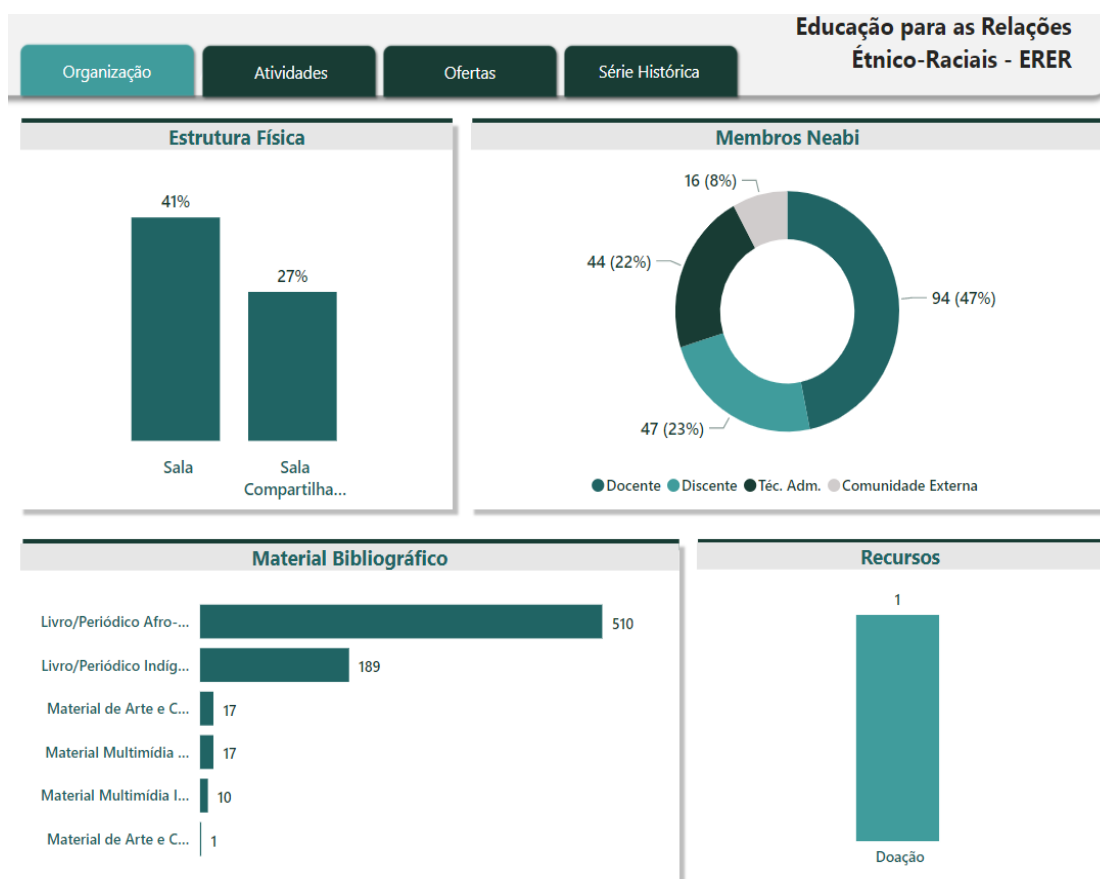 Educação para as Relações
Étnico-Raciais - ERER
Organização
Atividades
Ofertas
Série Histórica
Estrutura Física
41%
27%
Sala
Sala
Compartilha...
Membros Neabi
16 (8%)
44 (22%)
94 (47%)
47 (23%)
Docente Discente Téc. Adm. Comunidade Externa
Material Bibliográfico
Livro/Periódico Afro-... 510
Livro/Periódico Indíg... 189
Material de Arte e C... 17
Material Multimídia ... 17
Material Multimídia I... 10
Material de Arte e C... 1
Recursos
1
Doação